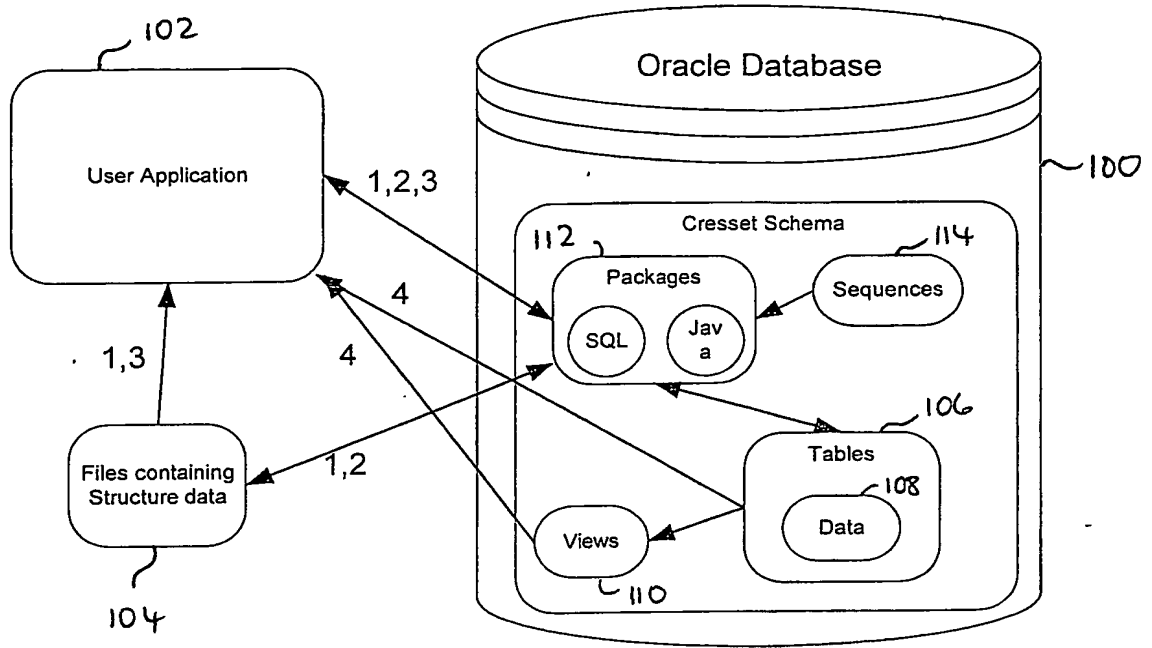 102
Oracle Database
User Application
100
1,2,3
Cresset Schema
112
114
Packages
Sequences
4
SQL
Jav
a
1,3
4
106
Tables
Files containing
Structure data
1,2
108
Data
Views
110
104